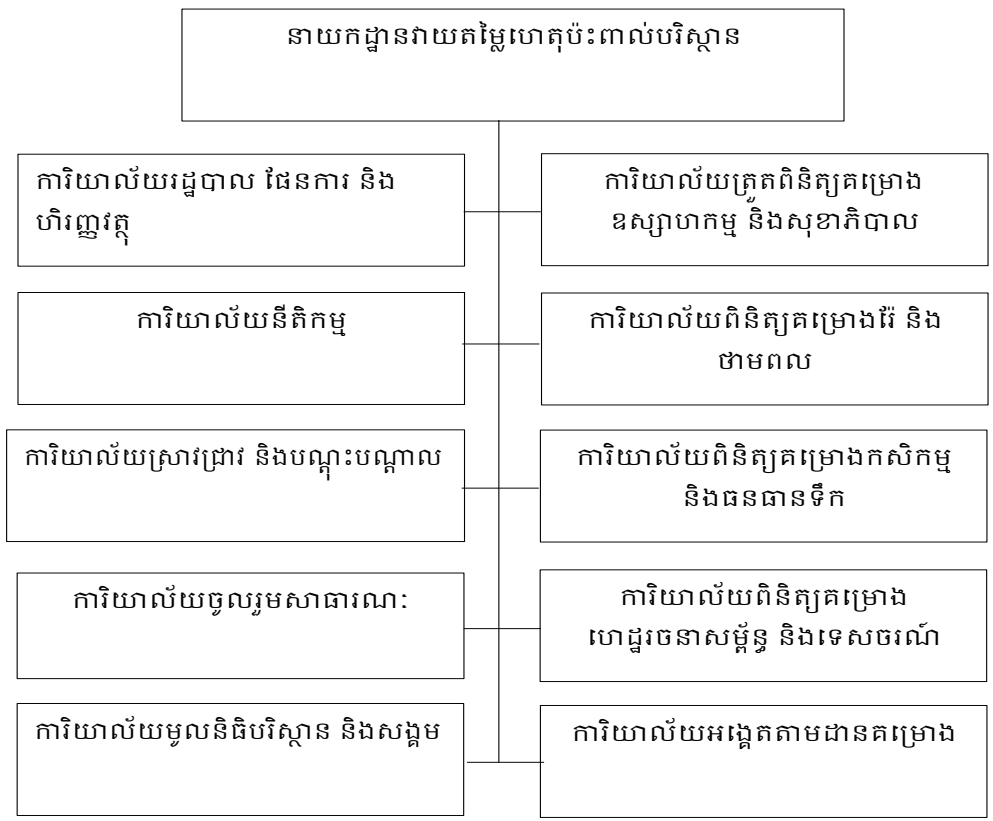 នាយកដ្ឋានវាយតម្លៃហេតុប៉ះពាល់បរិស្ថាន
ការិយាល័យរដ្ឋបាល ផែនការ និង
ហិរញ្ញវត្ថុ
ការិយាល័យត្រួតពិនិត្យគម្រោង
ឧស្សាហកម្ម និងសុខាភិបាល
ការិយាល័យនីតិកម្ម
ការិយាល័យពិនិត្យគម្រោងរ៉ែ និង
ថាមពល
ការិយាល័យស្រាវជ្រាវ និងបណ្តុះបណ្តាល
ការិយាល័យពិនិត្យគម្រោងកសិកម្ម
និងធនធានទឹក
ការិយាល័យចូលរួមសាធារណៈ
ការិយាល័យពិនិត្យគម្រោង
ហេដ្ឋរចនាសម្ព័ន្ធ និងទេសចរណ៍
ការិយាល័យមូលនិធិបរិស្ថាន និងសង្គម
ការិយាល័យអង្គេតតាមដានគម្រោង